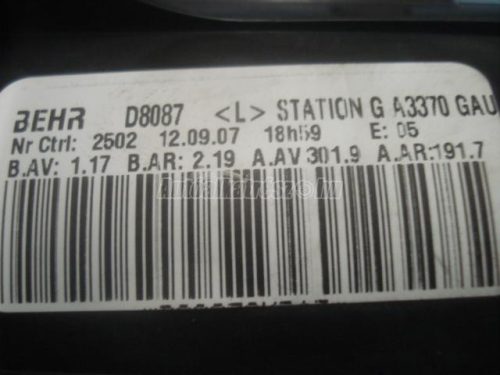 BEHR D8087 <L> STATION G A3370 GAU
Nr Ctrl: 2502 12.09.07 18h59 E: 05
B.AV: 1.17 B.AR: 2.19 A.AV 301.9 A.AR:191.7